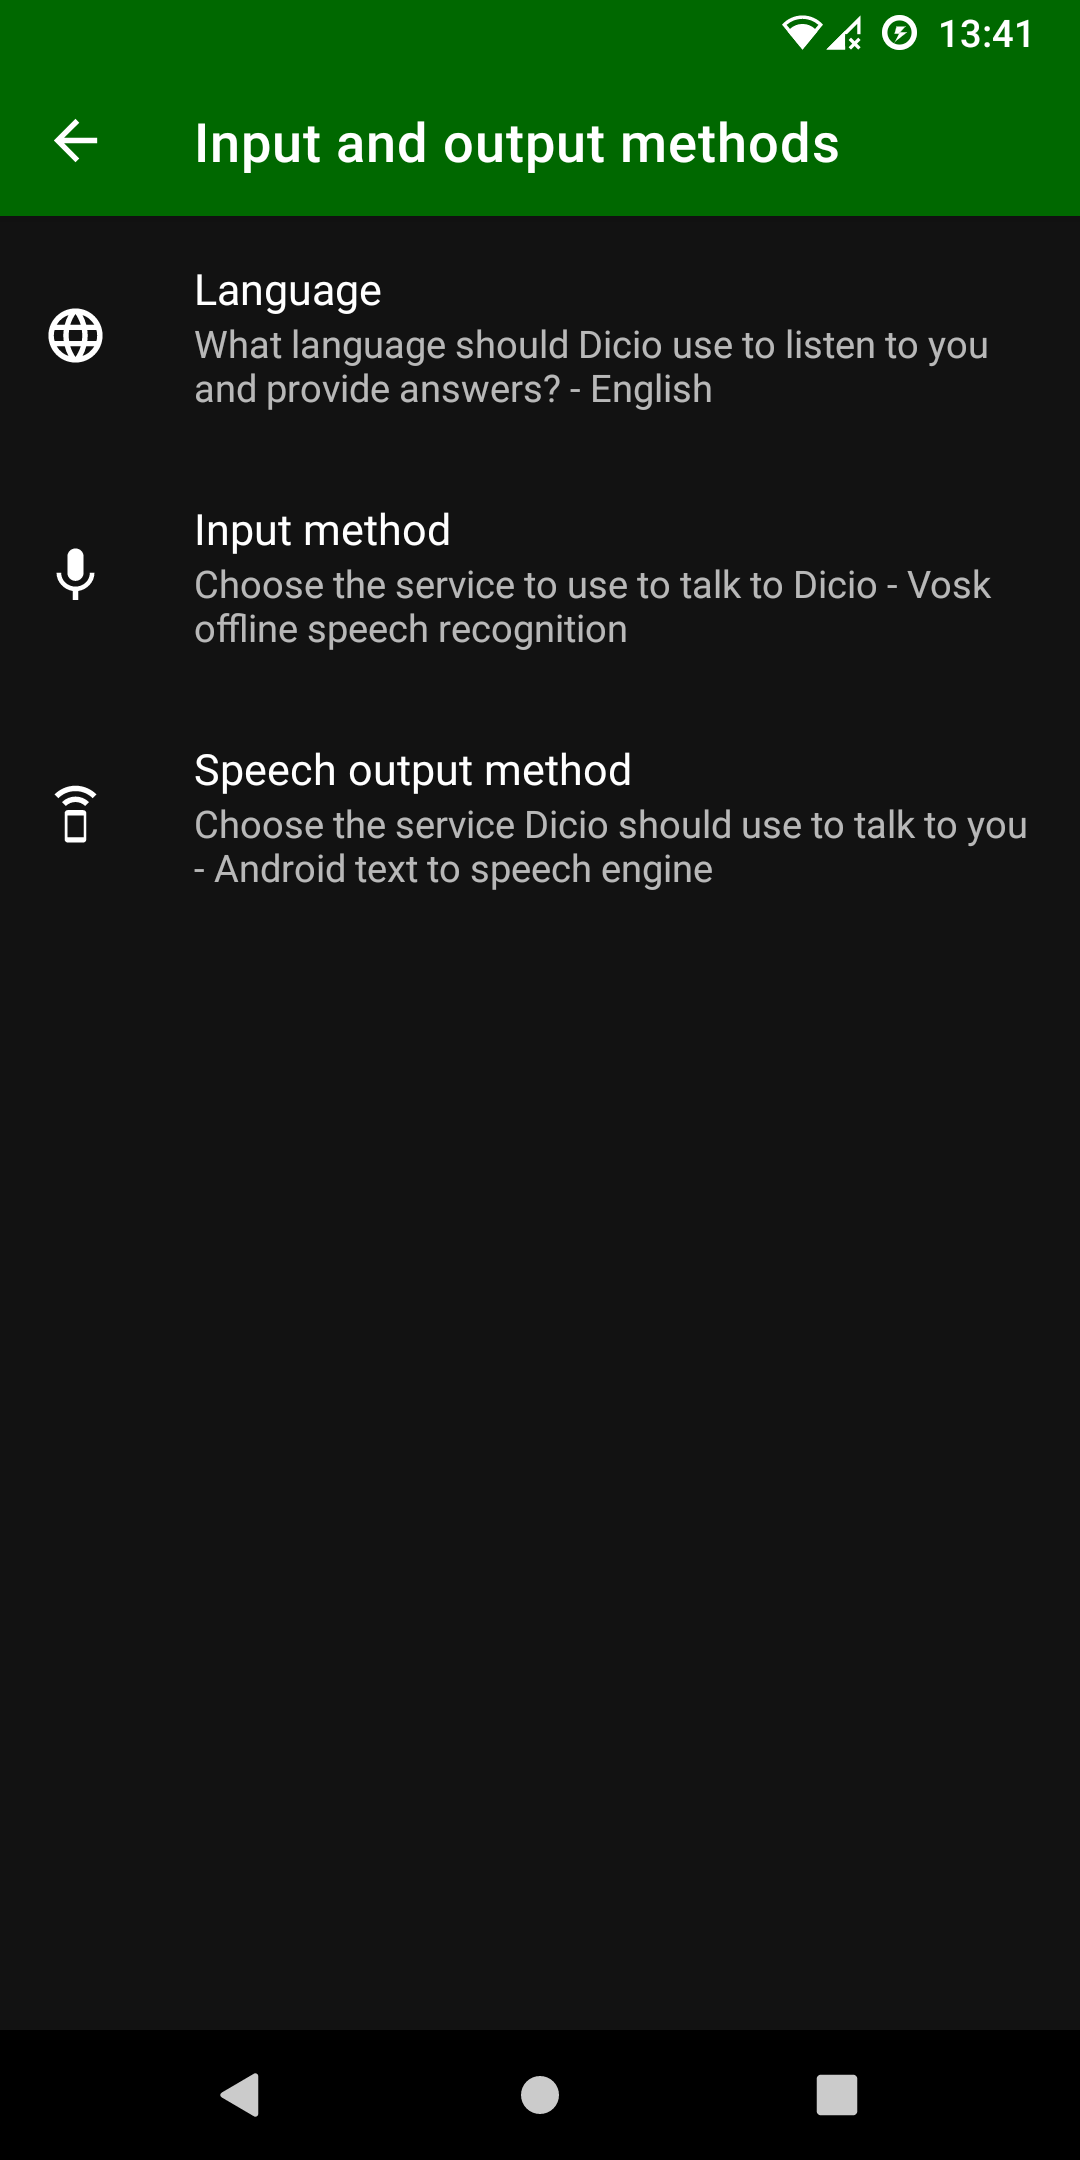 13:41
Input and output methods
Language
What language should Dicio use to listen to you
and provide answers? - English
Input method
Choose the service to use to talk to Dicio - Vosk
offline speech recognition
Speech output method
Choose the service Dicio should use to talk to you
- Android text to speech engine